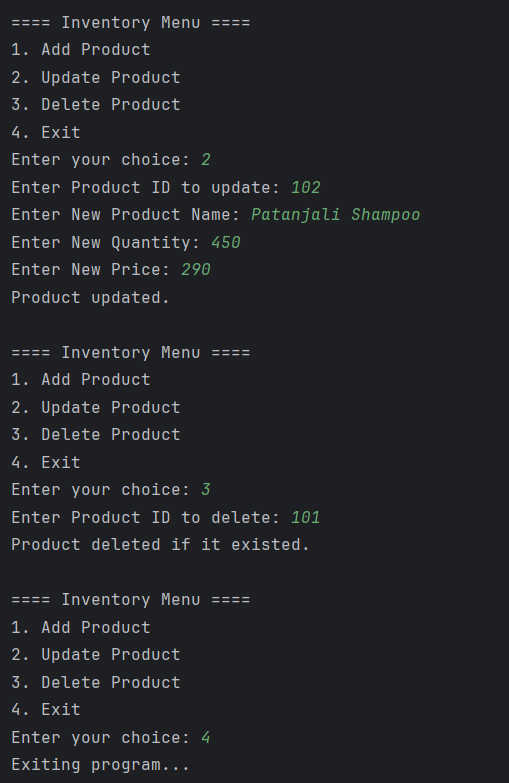 ==== Inventory Menu ====
1. Add Product
2. Update Product
3. Delete Product
4. Exit
Enter your choice: 2
Enter Product ID to update: 102
Enter New Product Name: Patanjali Shampoo
Enter New Quantity: 450
Enter New Price: 290
Product updated.

==== Inventory Menu ====
1. Add Product
2. Update Product
3. Delete Product
4. Exit
Enter your choice: 3
Enter Product ID to delete: 101
Product deleted if it existed.

==== Inventory Menu ====
1. Add Product
2. Update Product
3. Delete Product
4. Exit
Enter your choice: 4
Exiting program...